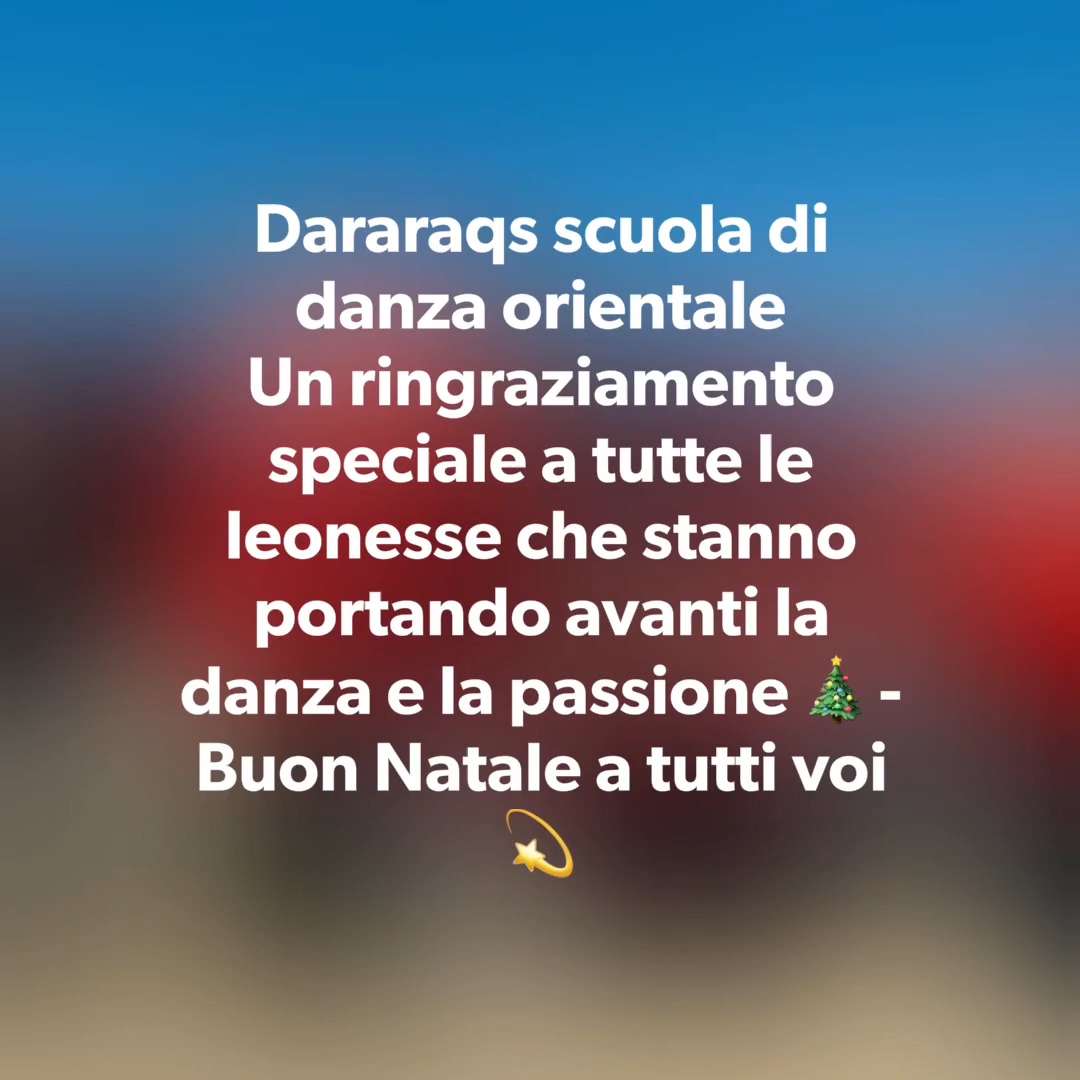 Dararaqs scuola di
danza orientale
Un ringraziamento
speciale a tutte le
leonesse che stanno
portando avanti la
danza e la passione 🎄 -
Buon Natale a tutti voi
💫